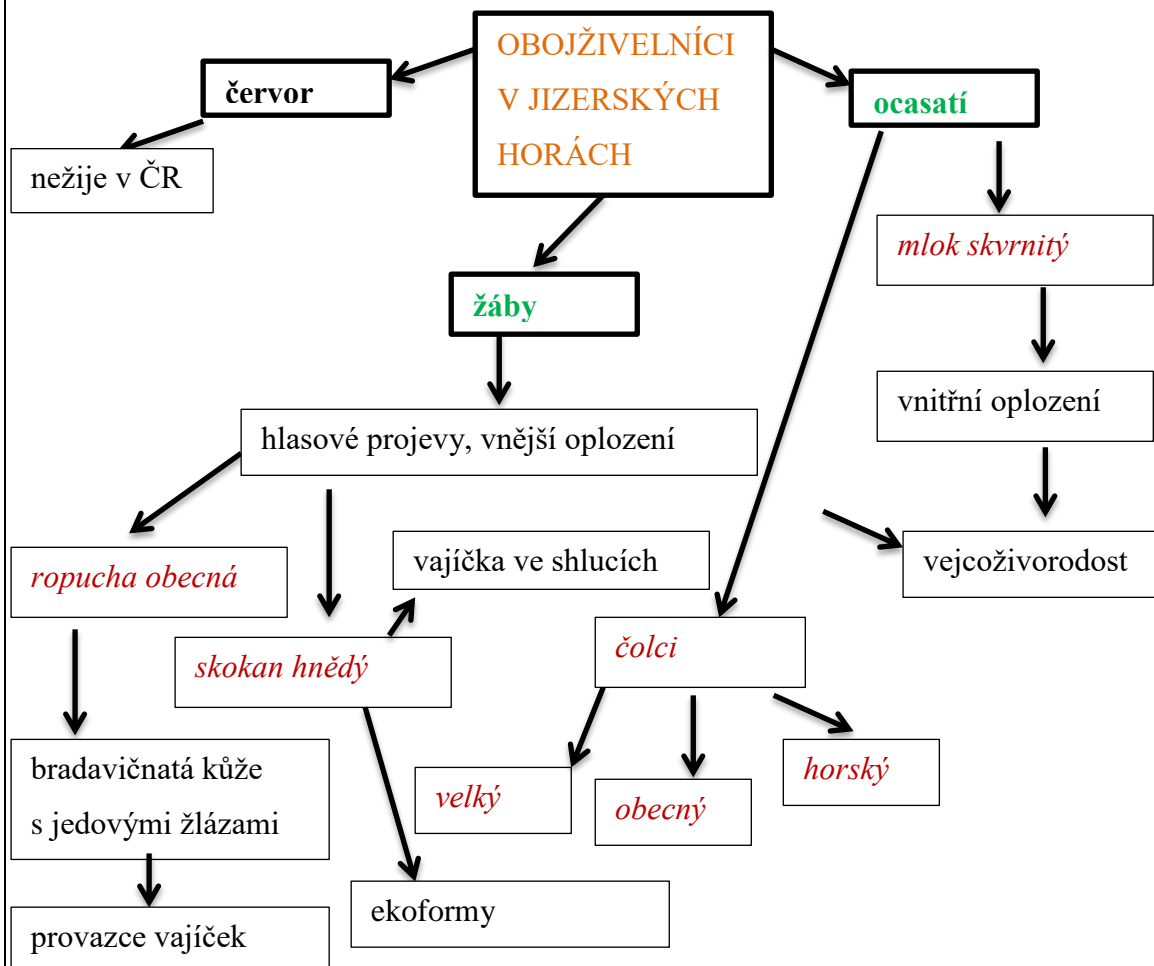 OBOJŽIVELNÍCI
V JIZERSKÝCH
HORÁCH
červor
ocasatí
nežije v ČR
mlok skvrnitý
žáby
vnitřní oplození
hlasové projevy, vnější oplození
vajíčka ve shlucích
vejcoživorodost
ropucha obecná
skokan hnědý
čolci
bradavičnatá kůže
s jedovými žlázami
velký
obecný
horský
ekoformy
provazce vajíček